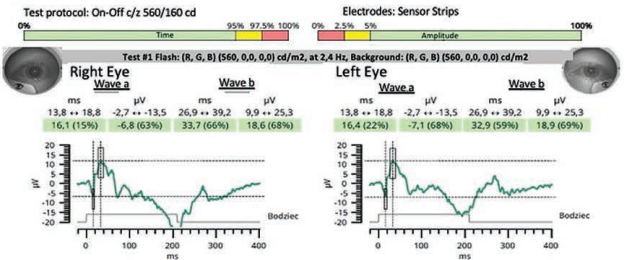 Test protocol: On-Off c/z 560/160 cd
Electrodes: Sensor Strips
95% 97.5% 100%
0% 2.5% 5% 100%
Time
Amplitude
Test #1 Flash: (R, G, B) (560, 0,0, 0,0) cd/m2, at 2,4 Hz, Background: (R, G, B) (560, 0,0, 0,0) cd/m2
Right Eye
Wave a Wave b
ms µV ms µV
13,8 ↔ 18,8 -2,7 ↔ -13,5 26,9 ↔ 39,2 9,9 ↔ 25,3
16,1 (15%) -6,8 (63%) 33,7 (66%) 18,6 (68%)
µV
20
15
10
5
0
-5
-10
-15
-20
Bodziec
0 100 200 300 400
ms
Left Eye
Wave a Wave b
ms µV ms µV
13,8 ↔ 18,8 -2,7 ↔ -13,5 26,9 ↔ 39,2 9,9 ↔ 25,3
16,4 (22%) -7,1 (68%) 32,9 (59%) 18,9 (69%)
µV
20
15
10
5
0
-5
-10
-15
-20
Bodziec
0 100 200 300 400
ms